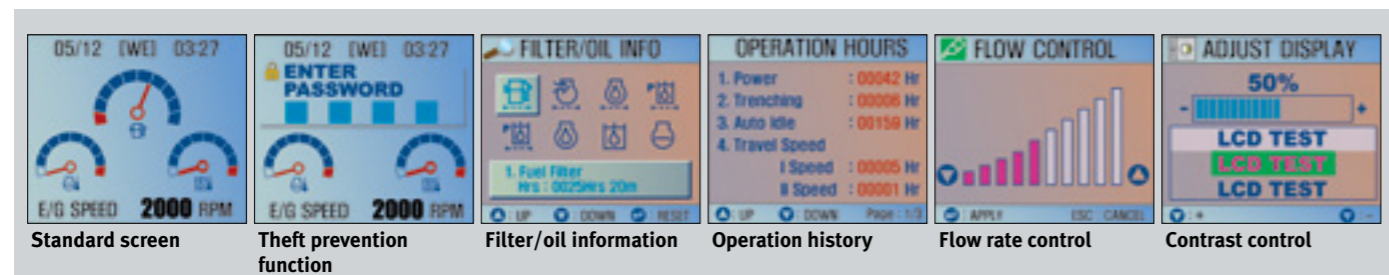 05/12 [WE] 03:27
E/G SPEED 2000 RPM
Standard screen
05/12 [WE] 03:27
ENTER
PASSWORD
E/G SPEED 2000 RPM
Theft prevention
function
FILTER/OIL INFO
1. Fuel Filter
Hrs : 0025Hrs 20m
: UP : DOWN : RESET
Filter/oil information
OPERATION HOURS
1. Power : 00042 Hr
2. Trenching : 00006 Hr
3. Auto Idle : 00159 Hr
4. Travel Speed
I Speed : 00005 Hr
II Speed : 00001 Hr
: UP : DOWN Page : 1/3
Operation history
FLOW CONTROL
: APPLY ESC : CANCEL
Flow rate control
ADJUST DISPLAY
50%
- +
LCD TEST
LCD TEST
LCD TEST
: + : -
Contrast control